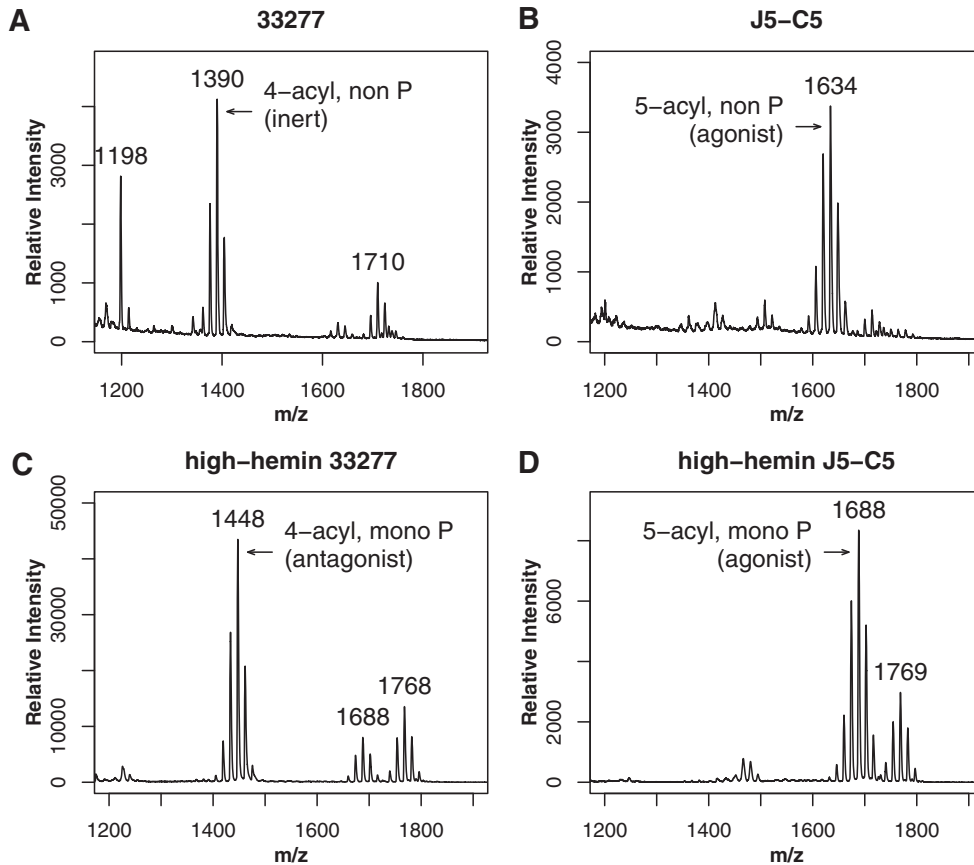 A
33277
Relative Intensity
0
1000
3000
1198
1390
4−acyl, non P
(inert)
1710
1200
1400
1600
1800
m/z
B
J5−C5
Relative Intensity
0
1000
2000
3000
4000
5−acyl, non P
(agonist)
1634
1200
1400
1600
1800
m/z
C
high−hemin 33277
Relative Intensity
0
10000
30000
50000
1448
4−acyl, mono P
(antagonist)
1688
1768
1200
1400
1600
1800
m/z
D
high−hemin J5−C5
Relative Intensity
0
2000
6000
5−acyl, mono P
(agonist)
1688
1769
1200
1400
1600
1800
m/z